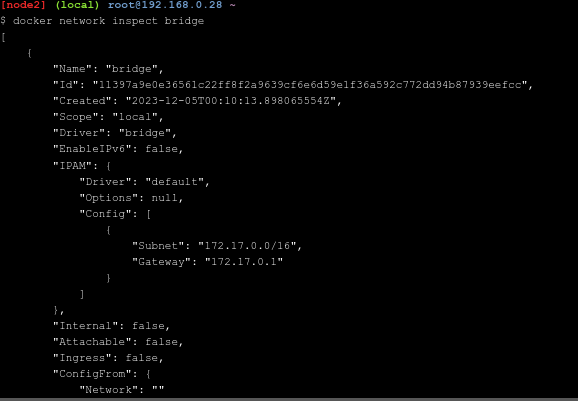 [node2] (local) root@192.168.0.28 ~
$ docker network inspect bridge
[
    {
        "Name": "bridge",
        "Id": "11397a9e0e36561c22ff8f2a9639cf6e6d59e1f36a592c772dd94b87939eefcc",
        "Created": "2023-12-05T00:10:13.898065554Z",
        "Scope": "local",
        "Driver": "bridge",
        "EnableIPv6": false,
        "IPAM": {
            "Driver": "default",
            "Options": null,
            "Config": [
                {
                    "Subnet": "172.17.0.0/16",
                    "Gateway": "172.17.0.1"
                }
            ]
        },
        "Internal": false,
        "Attachable": false,
        "Ingress": false,
        "ConfigFrom": {
            "Network": ""